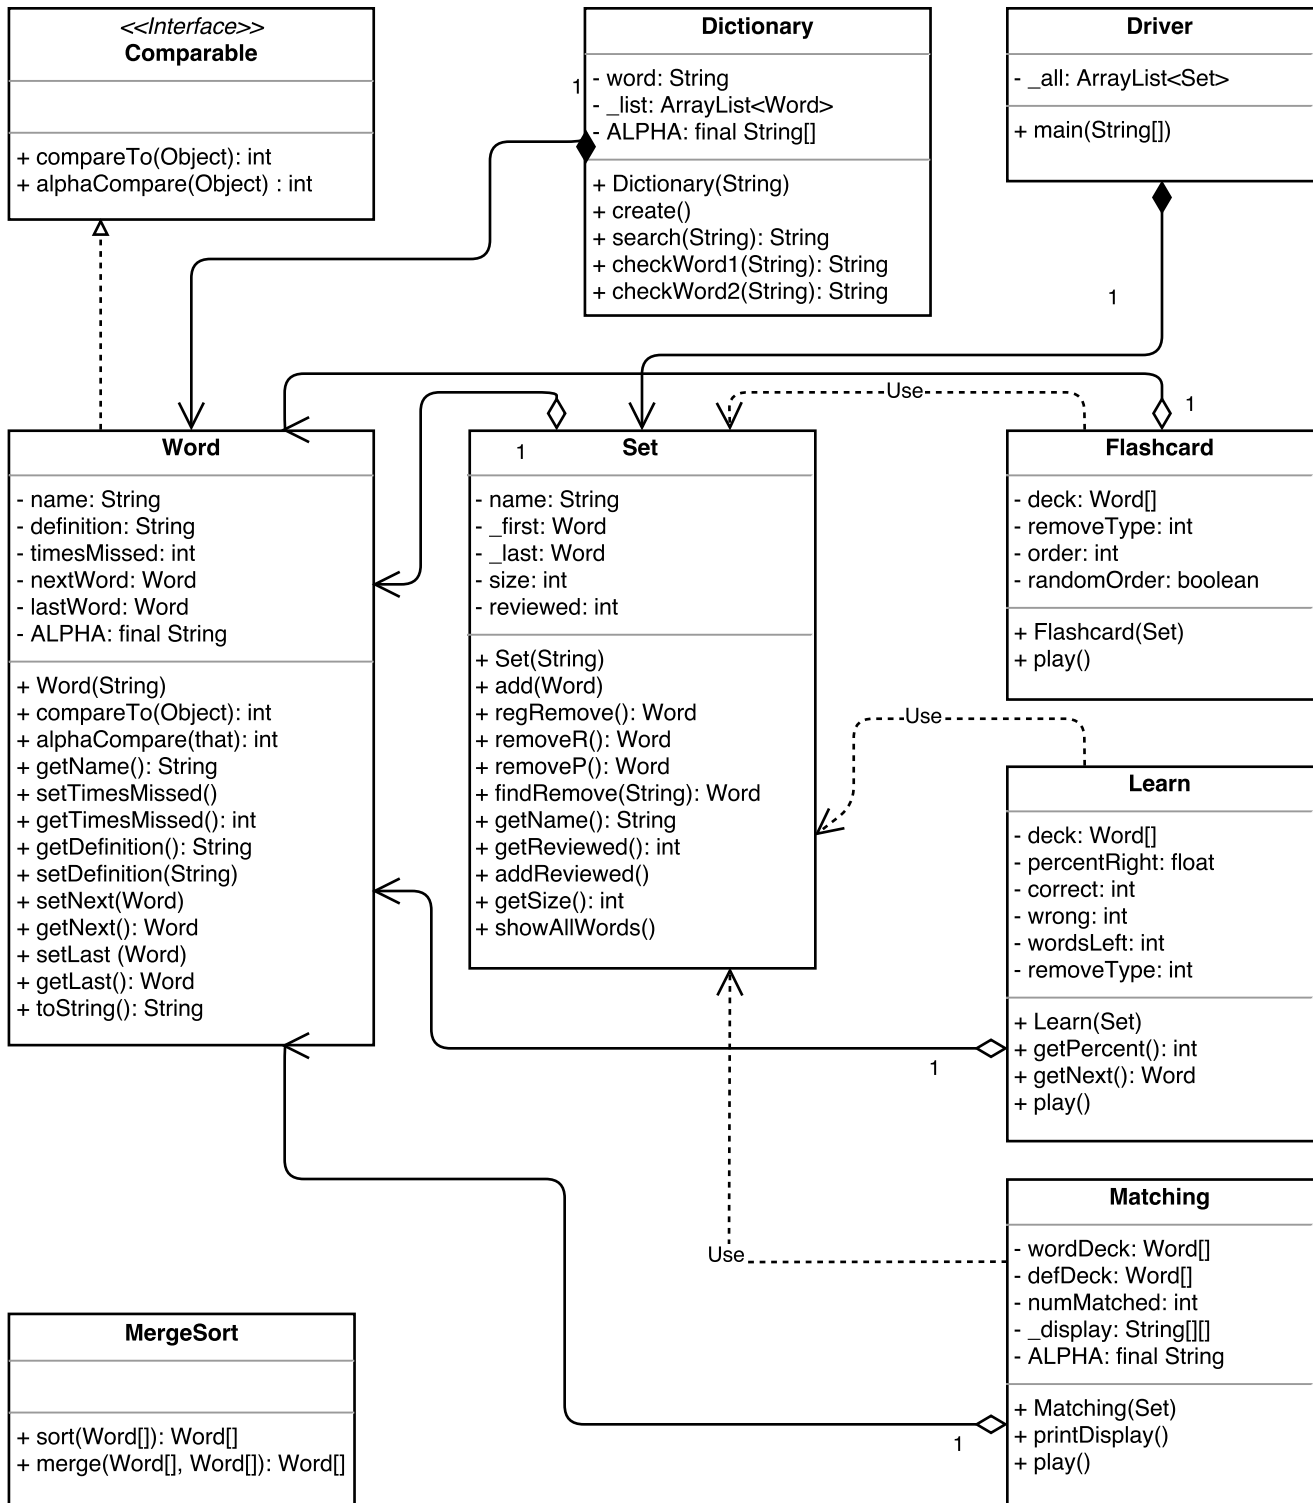 <<Interface>>
Comparable
+ compareTo(Object): int
+ alphaCompare(Object) : int
Dictionary
- word: String
- _list: ArrayList<Word>
- ALPHA: final String[]
+ Dictionary(String)
+ create()
+ search(String): String
+ checkWord1(String): String
+ checkWord2(String): String
1
Driver
- _all: ArrayList<Set>
+ main(String[])
1
Word
- name: String
- definition: String
- timesMissed: int
- nextWord: Word
- lastWord: Word
- ALPHA: final String
+ Word(String)
+ compareTo(Object): int
+ alphaCompare(that): int
+ getName(): String
+ setTimesMissed()
+ getTimesMissed(): int
+ getDefinition(): String
+ setDefinition(String)
+ setNext(Word)
+ getNext(): Word
+ setLast (Word)
+ getLast(): Word
+ toString(): String
1
Set
- name: String
- _first: Word
- _last: Word
- size: int
- reviewed: int
+ Set(String)
+ add(Word)
+ regRemove(): Word
+ removeR(): Word
+ removeP(): Word
+ findRemove(String): Word
+ getName(): String
+ getReviewed(): int
+ addReviewed()
+ getSize(): int
+ showAllWords()
Use
1
Flashcard
- deck: Word[]
- removeType: int
- order: int
- randomOrder: boolean
+ Flashcard(Set)
+ play()
Use
Learn
- deck: Word[]
- percentRight: float
- correct: int
- wrong: int
- wordsLeft: int
- removeType: int
+ Learn(Set)
+ getPercent(): int
+ getNext(): Word
+ play()
1
Use
Matching
- wordDeck: Word[]
- defDeck: Word[]
- numMatched: int
- _display: String[][]
- ALPHA: final String
+ Matching(Set)
+ printDisplay()
+ play()
1
MergeSort
+ sort(Word[]): Word[]
+ merge(Word[], Word[]): Word[]